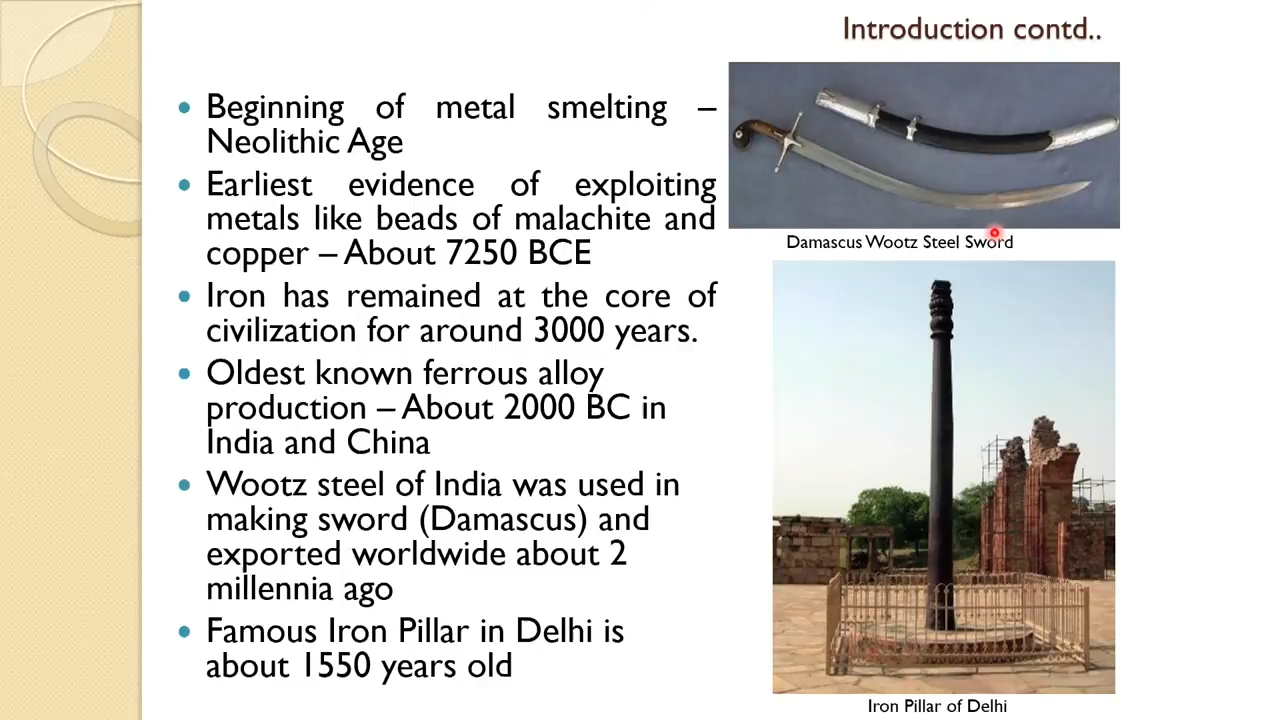 Introduction contd..
• Beginning of metal smelting –
Neolithic Age
• Earliest evidence of exploiting
metals like beads of malachite and
copper – About 7250 BCE
• Iron has remained at the core of
civilization for around 3000 years.
• Oldest known ferrous alloy
production – About 2000 BC in
India and China
• Wootz steel of India was used in
making sword (Damascus) and
exported worldwide about 2
millennia ago
• Famous Iron Pillar in Delhi is
about 1550 years old
Damascus Wootz Steel Sword
Iron Pillar of Delhi